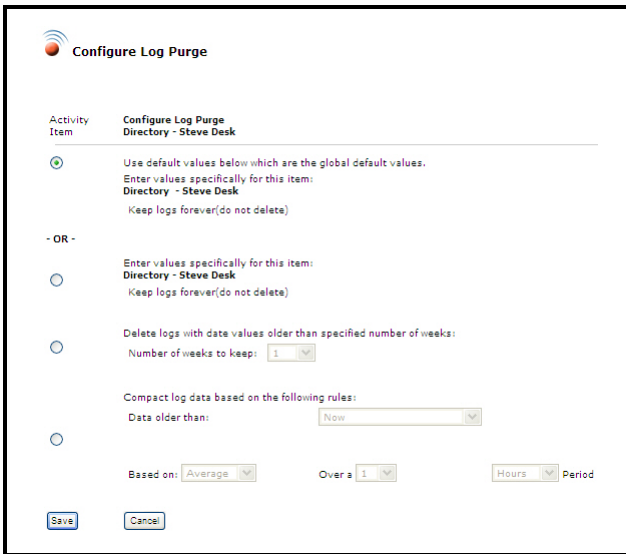 Configure Log Purge
Activity Configure Log Purge
Item Directory - Steve Desk
Use default values below which are the global default values.
Enter values specifically for this item:
Directory - Steve Desk
Keep logs forever(do not delete)
- OR -
Enter values specifically for this item:
Directory - Steve Desk
Keep logs forever(do not delete)
Delete logs with date values older than specified number of weeks:
Number of weeks to keep: 1
Compact log data based on the following rules:
Data older than: Now
Based on: Average Over a 1 Hours Period
Save Cancel